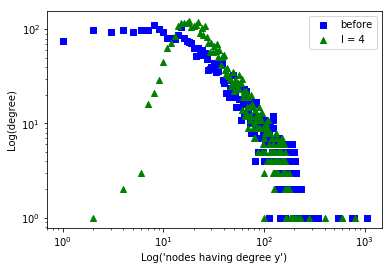 before
l = 4
Log(degree)
10²
10¹
10⁰
10⁰
10¹
10²
10³
Log('nodes having degree y')